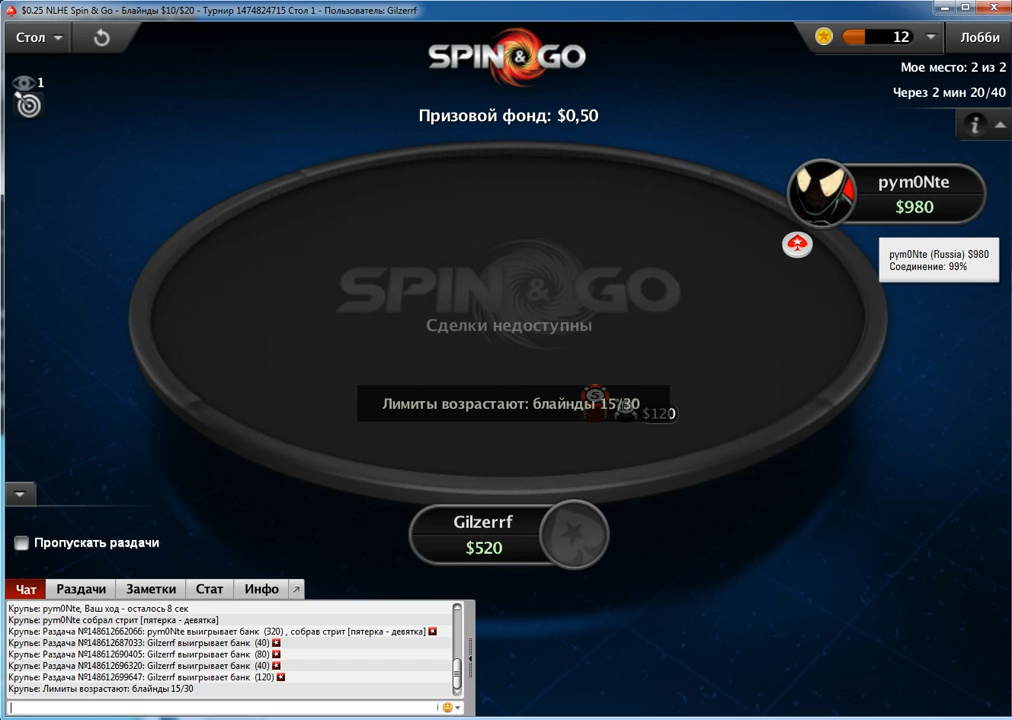 $0.25 NLHE Spin & Go - Блайнды $10/$20 - Турнир 1474824715 Стол 1 - Пользователь: Gilzerrf
Стол
12
Лобби
SPIN & GO
Мое место: 2 из 2
1
Через 2 мин 20/40
Призовой фонд: $0,50
i
pym0Nte
$980
pym0Nte (Russia) $980
Соединение: 99%
SPIN & GO
Сделки недоступны
Лимиты возрастают: блайнды 15/30
5
$120
Gilzerrf
$520
Пропускать раздачи
Чат Раздачи Заметки Стат Инфо
Крупье: pym0Nte, Ваш ход - осталось 8 сек
Крупье: pym0Nte собрал стрит [пятерка - девятка]
Крупье: Раздача №148612662066: pym0Nte выигрывает банк (320) , собрав стрит [пятерка - девятка]
Крупье: Раздача №148612687033: Gilzerrf выигрывает банк (40)
Крупье: Раздача №148612690405: Gilzerrf выигрывает банк (80)
Крупье: Раздача №148612696320: Gilzerrf выигрывает банк (40)
Крупье: Раздача №148612699647: Gilzerrf выигрывает банк (120)
Крупье: Лимиты возрастают: блайнды 15/30